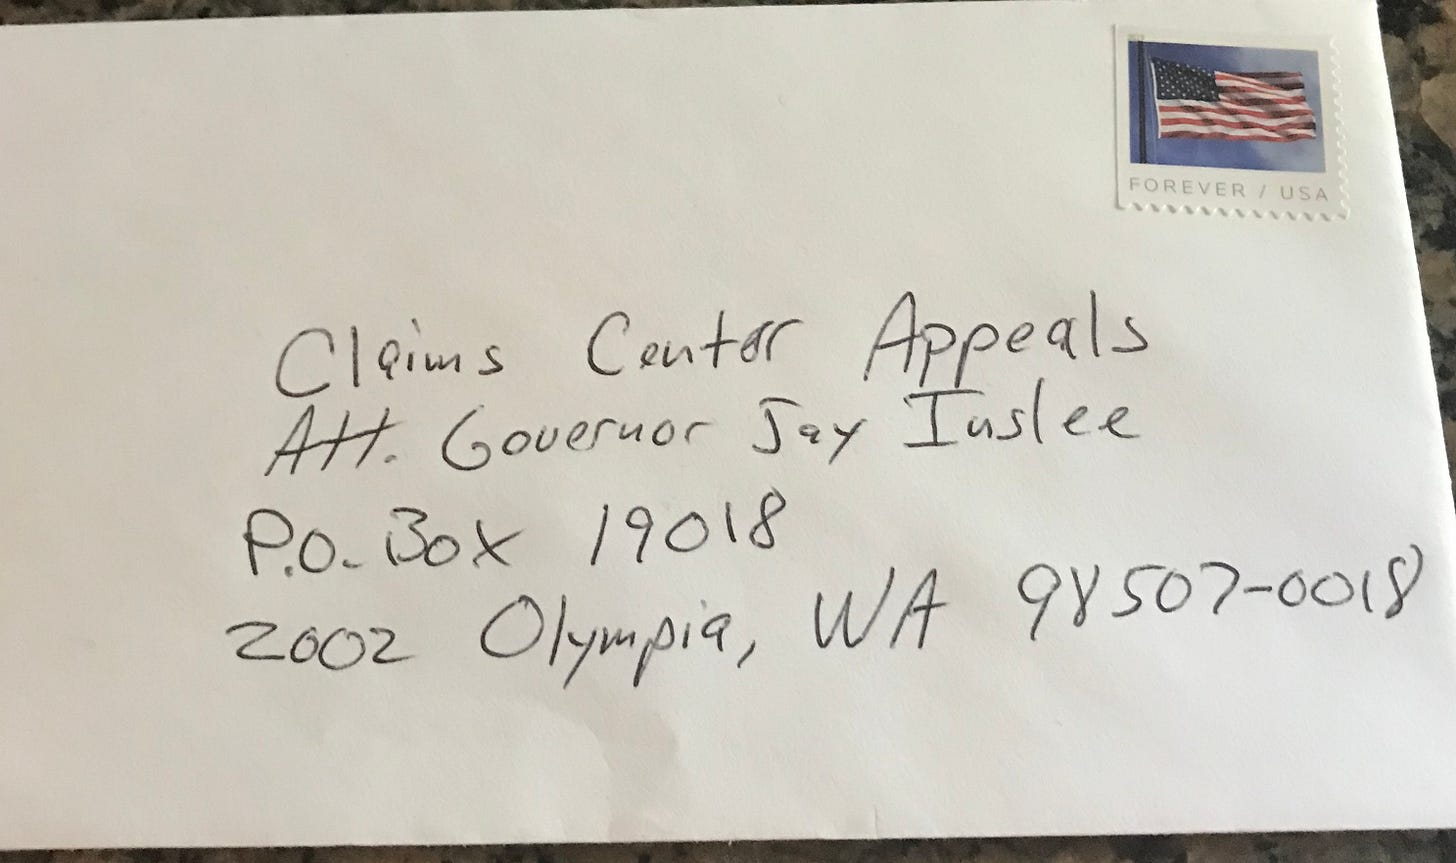 FOREVER / USA
Claims Center Appeals
Att. Governor Jay Inslee
P.O. Box 19018
2002 Olympia, WA 98507-0018